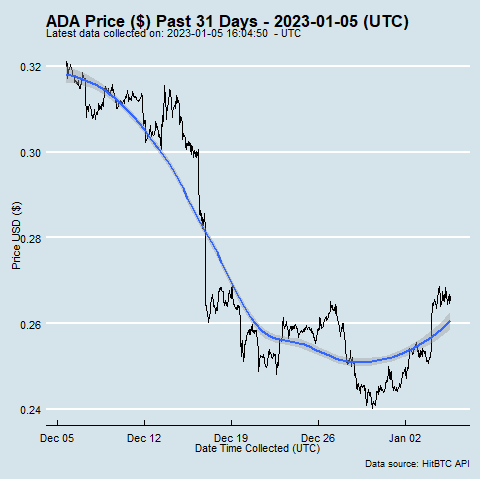 ADA Price ($) Past 31 Days - 2023-01-05 (UTC)
Latest data collected on: 2023-01-05 16:04:50 - UTC
0.32
0.30
0.28
0.26
0.24
Price USD ($)
Dec 05 Dec 12 Dec 19 Dec 26 Jan 02
Date Time Collected (UTC)
Data source: HitBTC API